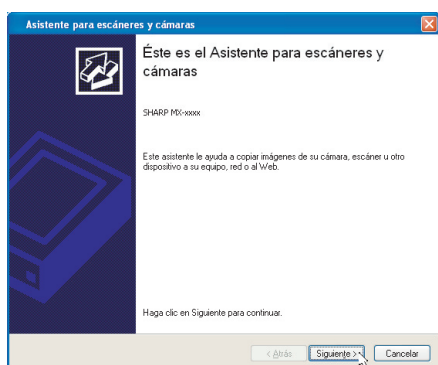 Asistente para escáneres y cámaras
Éste es el Asistente para escáneres y
cámaras
SHARP MX-xxxx
Este asistente le ayuda a copiar imágenes de su cámara, escáner u otro
dispositivo a su equipo, red o al Web.
Haga clic en Siguiente para continuar.
< Atrás
Siguiente >
Cancelar